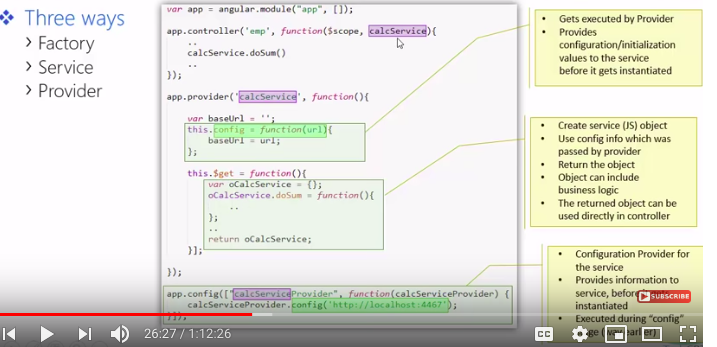 Three ways
Factory
Service
Provider
var app = angular.module("app", []);
app.controller('emp', function($scope, calcService){
..
calcService.doSum()
..
});
app.provider('calcService', function(){
var baseUrl = '';
this.config = function(url){
baseUrl = url;
};
this.$get = function(){
var oCalcService = {};
oCalcService.doSum = function(){
..
};
..
return oCalcService;
}];
});
app.config(["calcServiceProvider", function(calcServiceProvider) {
calcServiceProvider.config('http://localhost:4467');
}]);
Gets executed by Provider
Provides
configuration/initialization
values to the service
before it gets instantiated
Create service (JS) object
Use config info which was
passed by provider
Return the object
Object can include
business logic
The returned object can be
used directly in controller
Configuration Provider for
the service
Provides information to
service, before
instantiated
Executed during "config"
SUBSCRIBE
26:27 / 1:12:26
CC